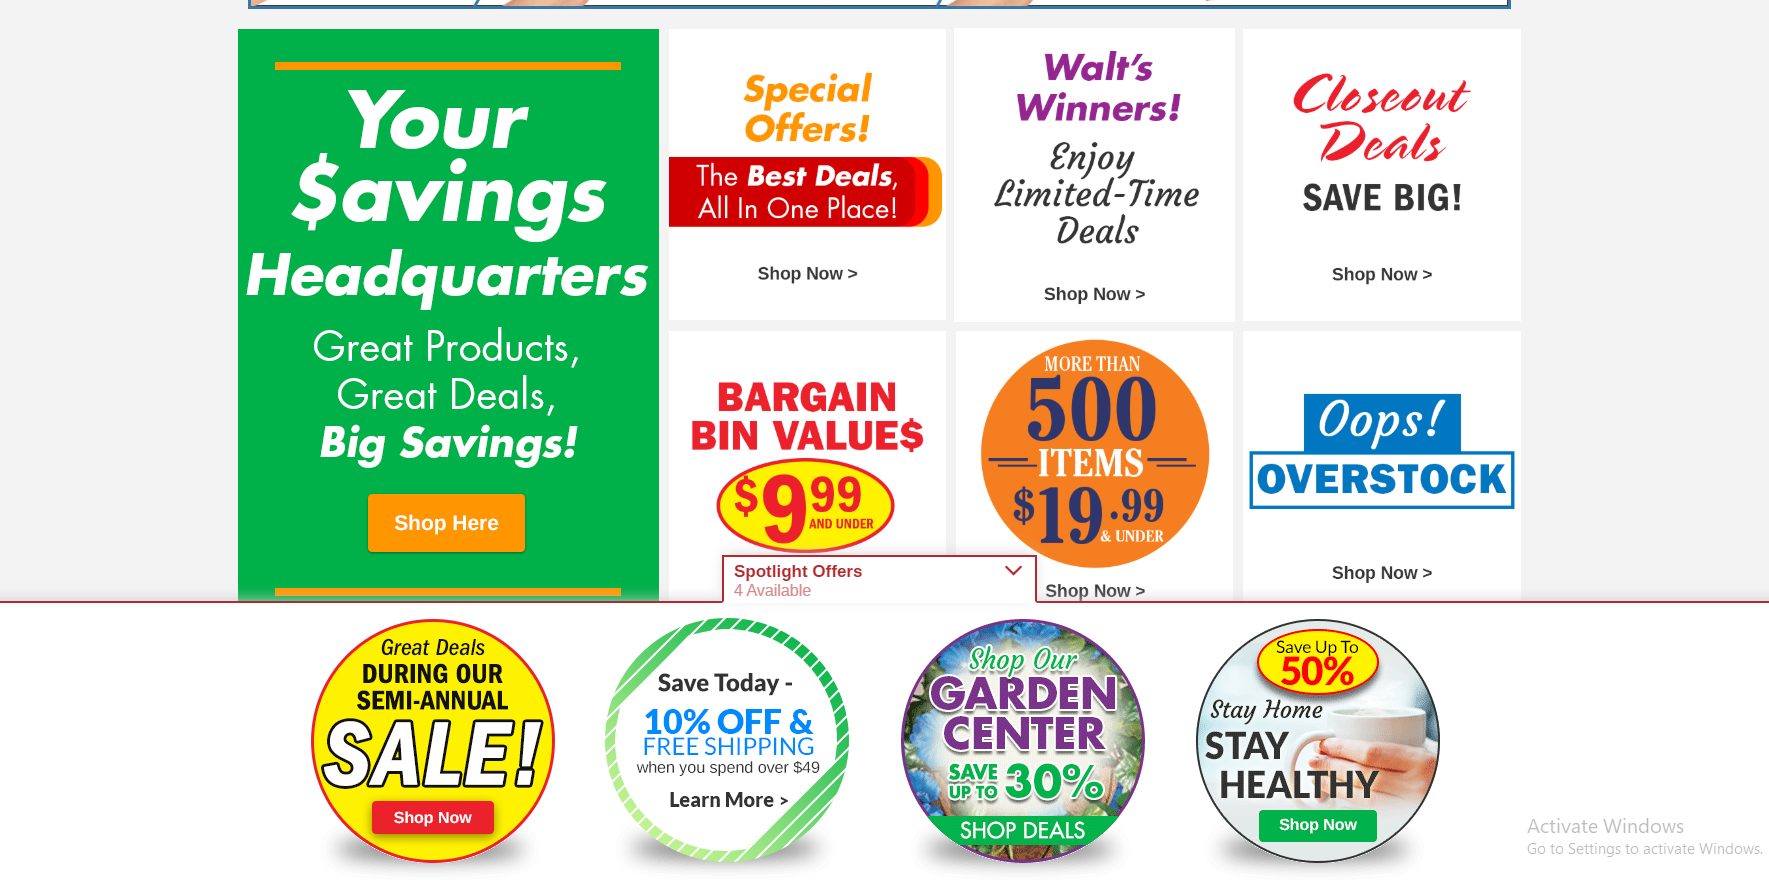 Your
$avings
Headquarters
Great Products,
Great Deals,
Big Savings!
Shop Here
Special
Offers!
The Best Deals,
All In One Place!
Shop Now >
Walt's
Winners!
Enjoy
Limited-Time
Deals
Shop Now >
Closeout
Deals
SAVE BIG!
Shop Now >
BARGAIN
BIN VALUE$
$9.99
AND UNDER
MORE THAN
500
ITEMS
$19.99
& UNDER
Shop Now >
Oops!
OVERSTOCK
Shop Now >
Spotlight Offers
4 Available
Great Deals
DURING OUR
SEMI-ANNUAL
SALE!
Shop Now
Save Today -
10% OFF &
FREE SHIPPING
when you spend over $49
Learn More >
Shop Our
GARDEN
CENTER
SAVE
UP TO 30%
SHOP DEALS
Save Up To
50%
Stay Home
STAY
HEALTHY
Shop Now
Activate Windows
Go to Settings to activate Windows.